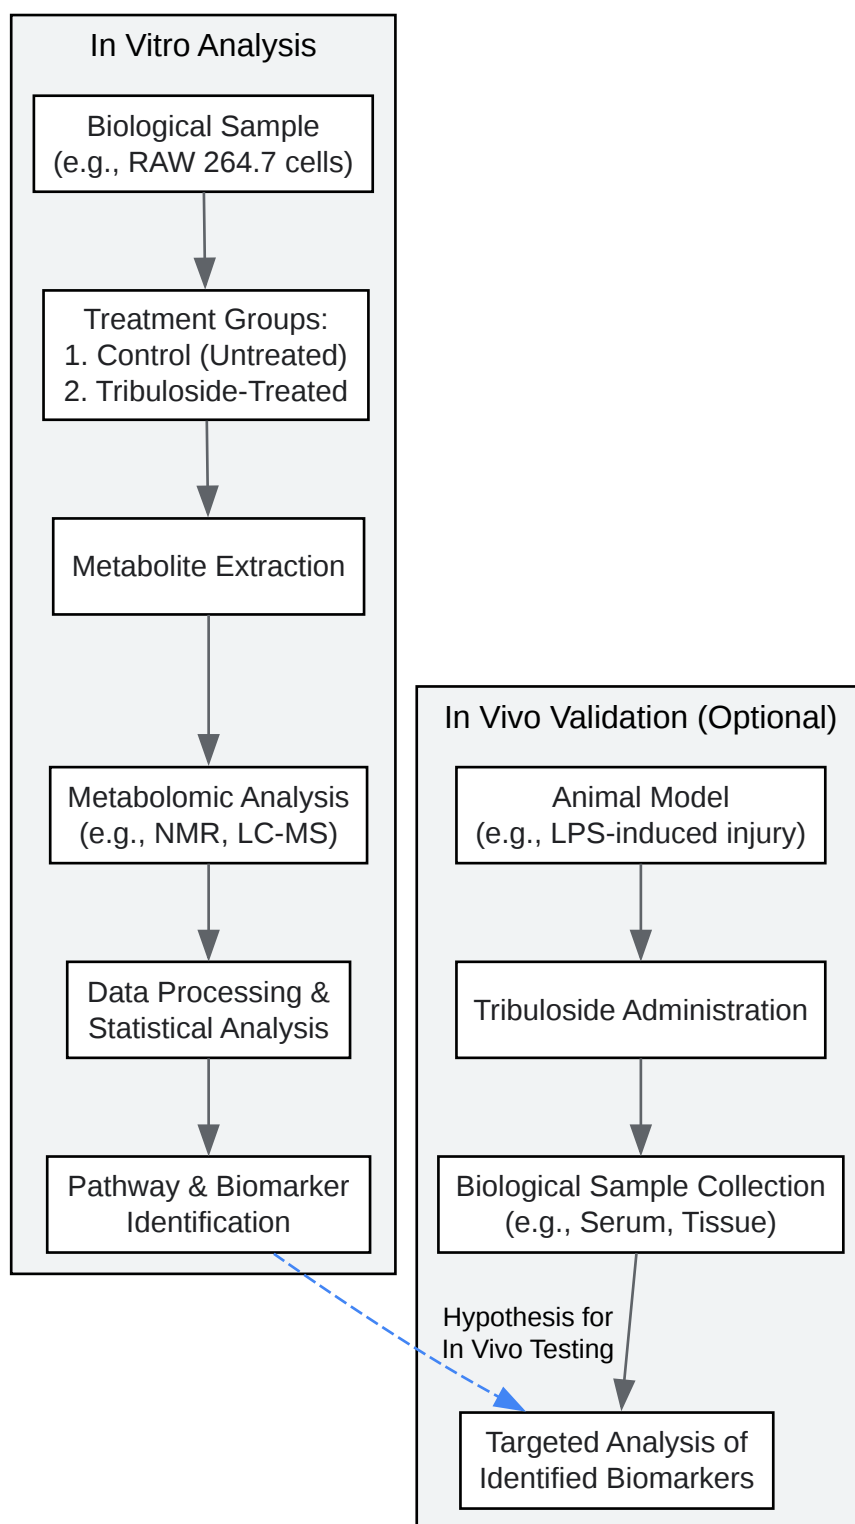 In Vitro Analysis
Biological Sample
(e.g., RAW 264.7 cells)
Treatment Groups:
1. Control (Untreated)
2. Tribuloside-Treated
Metabolite Extraction
Metabolomic Analysis
(e.g., NMR, LC-MS)
Data Processing &
Statistical Analysis
Pathway & Biomarker
Identification
In Vivo Validation (Optional)
Animal Model
(e.g., LPS-induced injury)
Tribuloside Administration
Biological Sample Collection
(e.g., Serum, Tissue)
Hypothesis for
In Vivo Testing
Targeted Analysis of
Identified Biomarkers